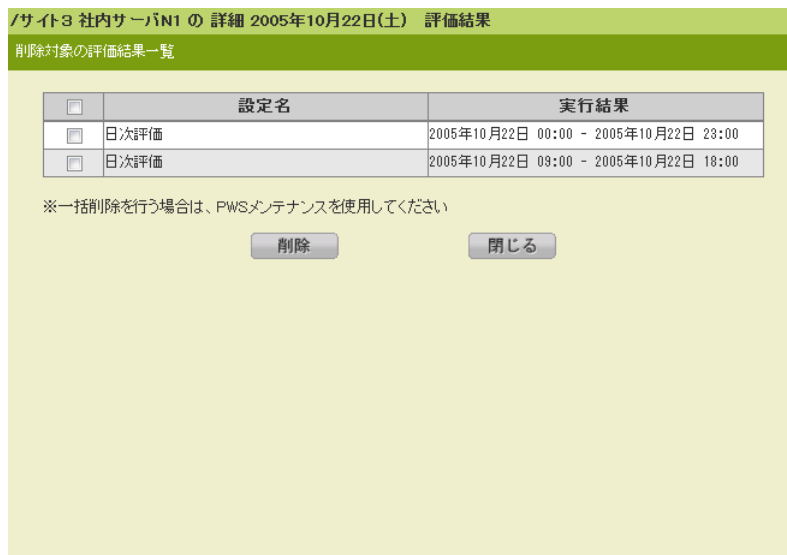 /サイト3 社内サーバN1 の 詳細 2005年10月22日(土) 評価結果
削除対象の評価結果一覧
設定名 実行結果
日次評価 2005年10月22日 00:00 - 2005年10月22日 23:00
日次評価 2005年10月22日 09:00 - 2005年10月22日 18:00
※一括削除を行う場合は、PWSメンテナンスを使用してください
削除 閉じる